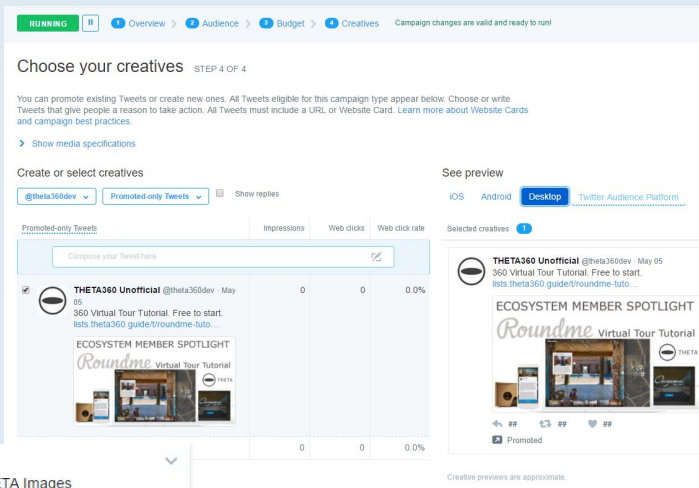 RUNNING
1 Overview > 2 Audience > 3 Budget > 4 Creatives
Campaign changes are valid and ready to run!
Choose your creatives STEP 4 OF 4
You can promote existing Tweets or create new ones. All Tweets eligible for this campaign type appear below. Choose or write
Tweets that give people a reason to take action. All Tweets must include a URL or Website Card. Learn more about Website Cards
and campaign best practices.
> Show media specifications
Create or select creatives
@theta360dev
Promoted-only Tweets
Show replies
Promoted-only Tweets
Impressions
Web clicks
Web click rate
Compose your Tweet here.
THETA360 Unofficial @theta360dev · May
05
0 0 0.0%
360 Virtual Tour Tutorial. Free to start.
lists.theta360.guide/t/roundme-tuto…
ECOSYSTEM MEMBER SPOTLIGHT
Roundme Virtual Tour Tutorial
THETA
0 0 0.0%
See preview
iOS
Android
Desktop
Twitter Audience Platform
Selected creatives 1
THETA360 Unofficial @theta360dev · May 05
360 Virtual Tour Tutorial. Free to start.
lists.theta360.guide/t/roundme-tuto…
ECOSYSTEM MEMBER SPOTLIGHT
Roundme Virtual Tour Tutorial
THETA
## ## ##
Promoted
Creative previews are approximate.
ETA Images